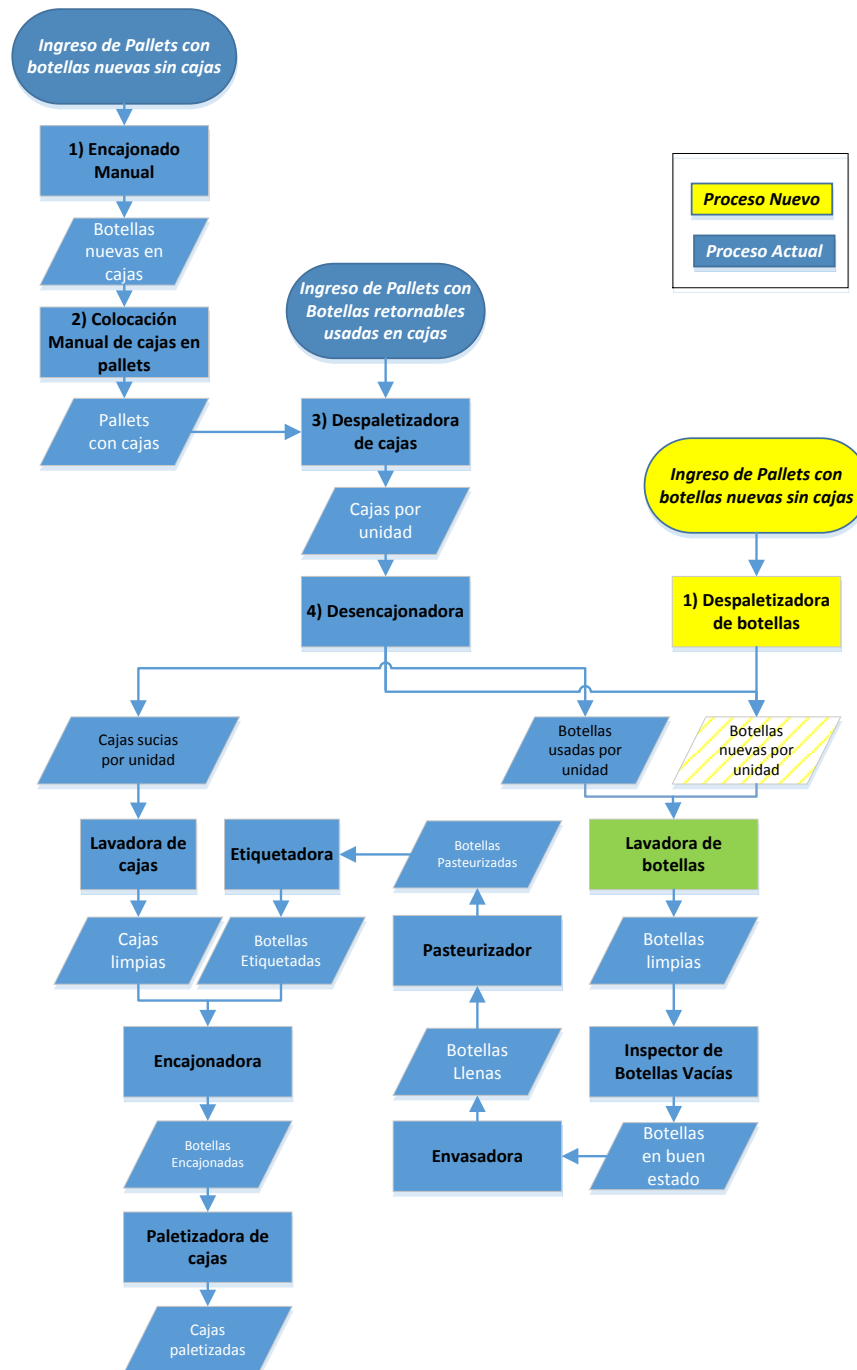 Ingreso de Pallets con
botellas nuevas sin cajas
1) Encajonado
Manual
Botellas
nuevas en
cajas
2) Colocación
Manual de cajas en
pallets
Pallets
con cajas
Proceso Nuevo
Proceso Actual
Ingreso de Pallets con
Botellas retornables
usadas en cajas
3) Despaletizadora
de cajas
Cajas por
unidad
4) Desencajonadora
Ingreso de Pallets con
botellas nuevas sin cajas
1) Despaletizadora
de botellas
Cajas sucias
por unidad
Botellas
usadas por
unidad
Botellas
nuevas por
unidad
Lavadora de
cajas
Etiquetadora
Botellas
Pasteurizadas
Lavadora de
botellas
Cajas
limpias
Botellas
Etiquetadas
Pasteurizador
Botellas
limpias
Encajonadora
Botellas
Llenas
Inspector de
Botellas Vacías
Botellas
Encajonadas
Envasadora
Botellas
en buen
estado
Paletizadora de
cajas
Cajas
paletizadas